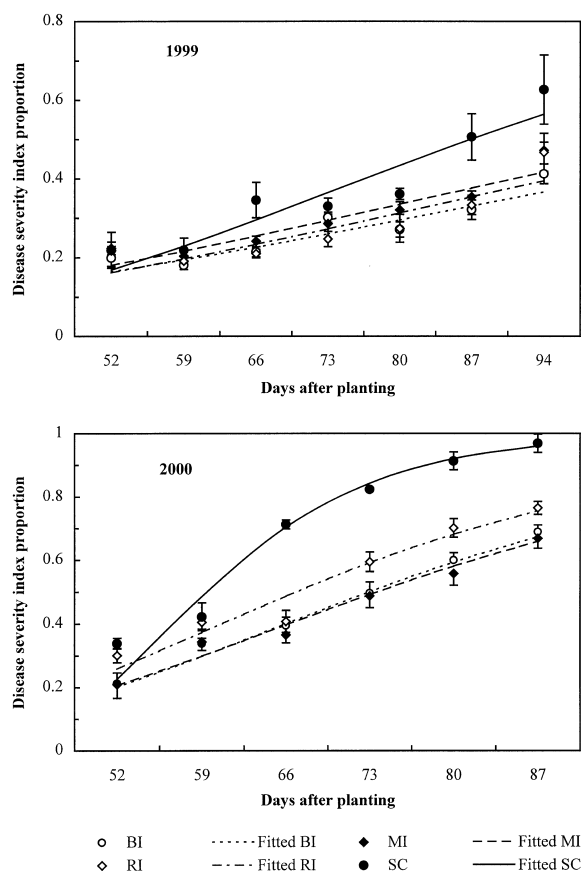 1999
Disease severity index proportion
0.8
0.6
0.4
0.2
0
52 59 66 73 80 87 94
Days after planting
2000
Disease severity index proportion
1
0.8
0.6
0.4
0.2
0
52 59 66 73 80 87
Days after planting
BI Fitted BI MI Fitted MI
RI Fitted RI SC Fitted SC